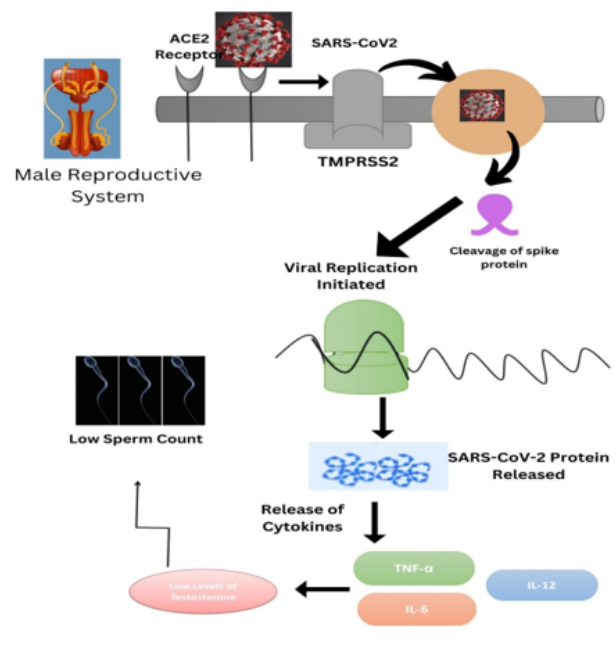 ACE2
Receptor
SARS-CoV2
TMPRSS2
Male Reproductive
System
Cleavage of spike
protein
Viral Replication
Initiated
Low Sperm Count
SARS-CoV-2 Protein
Released
Release of
Cytokines
TNF-α
IL-12
IL-6
Low Levels of
Testosterone